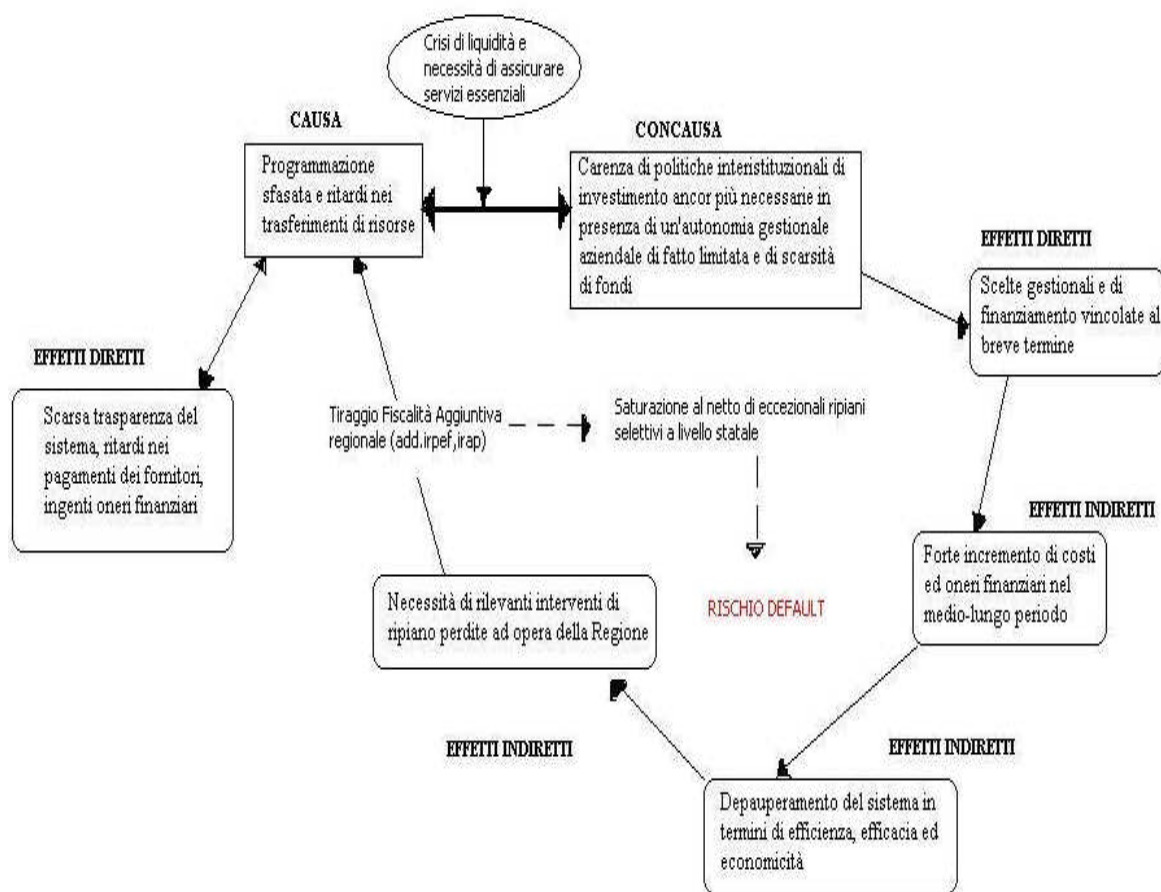 Crisi di liquidità e
necessità di assicurare
servizi essenziali
CAUSA
Programmazione
sfasata e ritardi nei
trasferimenti di risorse
CONCAUSA
Carenza di politiche interistituzionali di
investimento ancor più necessarie in
presenza di un'autonomia gestionale
aziendale di fatto limitata e di scarsità
di fondi
EFFETTI DIRETTI
Scelte gestionali e di
finanziamento vincolate al
breve termine
EFFETTI DIRETTI
Scarsa trasparenza del
sistema, ritardi nei
pagamenti dei fornitori,
ingenti oneri finanziari
Tiraggio Fiscalità Aggiuntiva
regionale (add.irpef,irap)
Saturazione al netto di eccezionali ripiani
selettivi a livello statale
EFFETTI INDIRETTI
Forte incremento di costi
ed oneri finanziari nel
medio-lungo periodo
Necessità di rilevanti interventi di
ripiano perdite ad opera della Regione
RISCHIO DEFAULT
EFFETTI INDIRETTI
EFFETTI INDIRETTI
Depauperamento del sistema in
termini di efficienza, efficacia ed
economicità